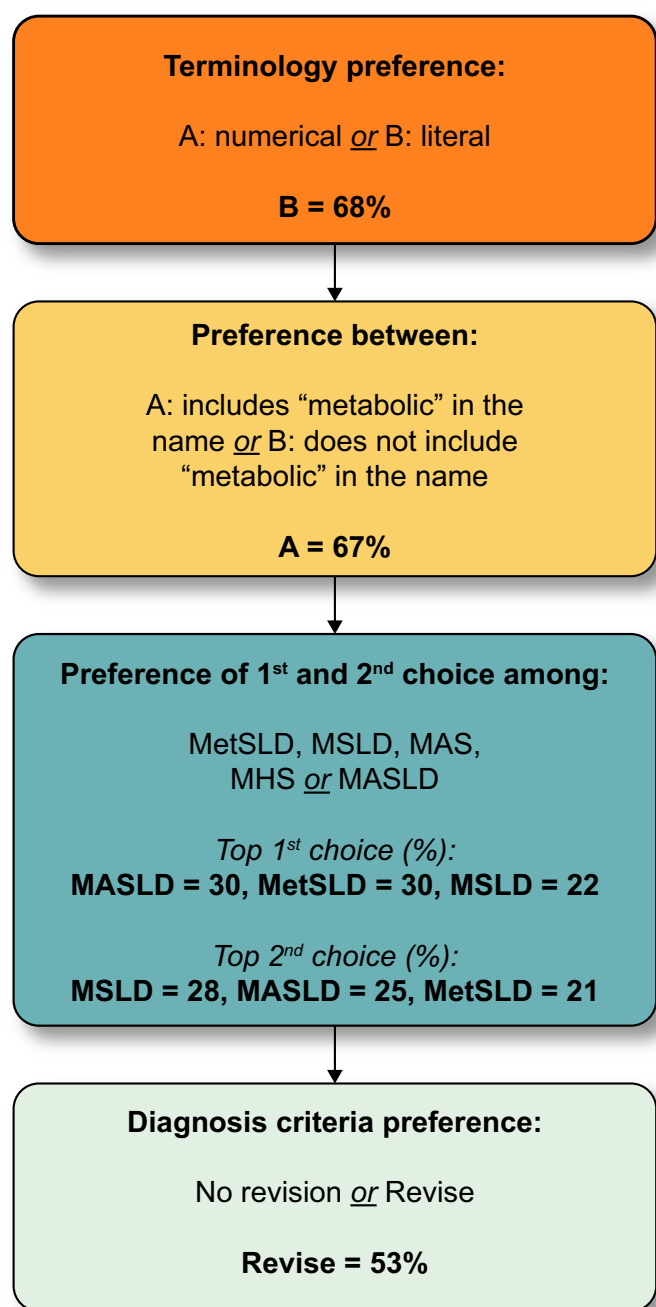 Terminology preference:
A: numerical or B: literal
B = 68%
Preference between:
A: includes “metabolic” in the
name or B: does not include
“metabolic” in the name
A = 67%
Preference of 1st and 2nd choice among:
MetSLD, MSLD, MAS,
MHS or MASLD
Top 1st choice (%):
MASLD = 30, MetSLD = 30, MSLD = 22
Top 2nd choice (%):
MSLD = 28, MASLD = 25, MetSLD = 21
Diagnosis criteria preference:
No revision or Revise
Revise = 53%